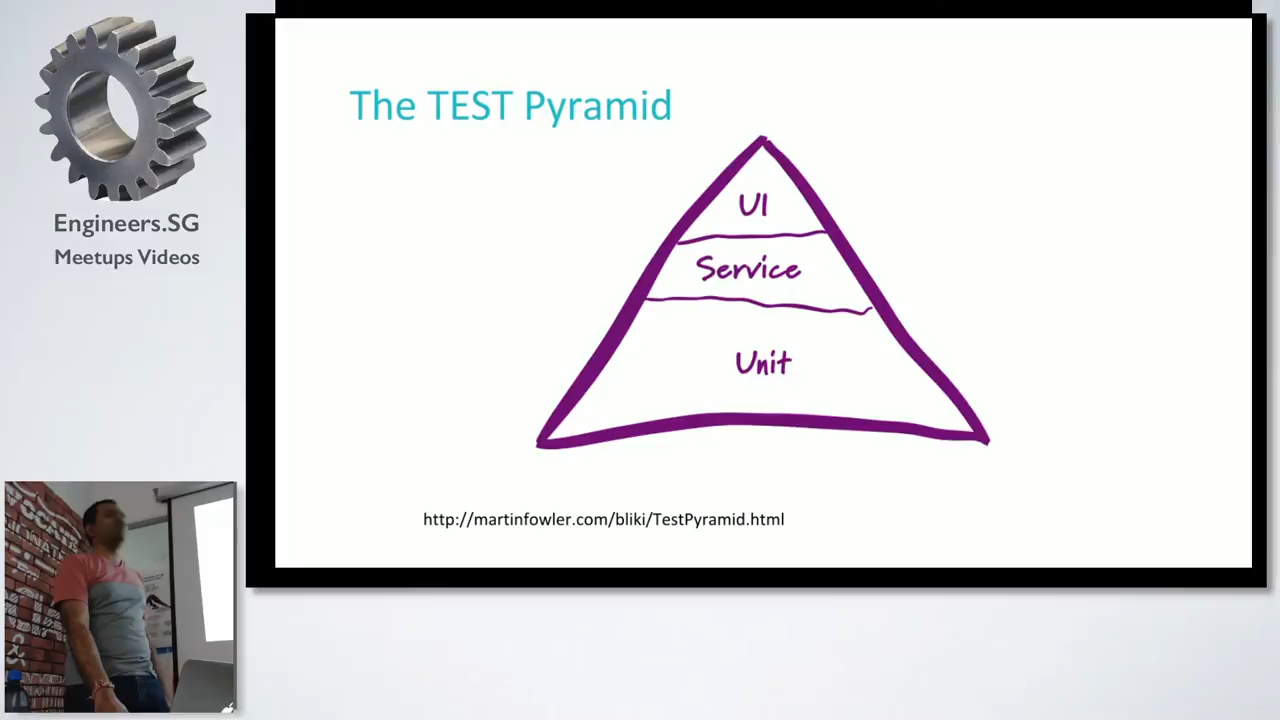 Engineers.SG
Meetups Videos
The TEST Pyramid
UI
Service
Unit
http://martinfowler.com/bliki/TestPyramid.html